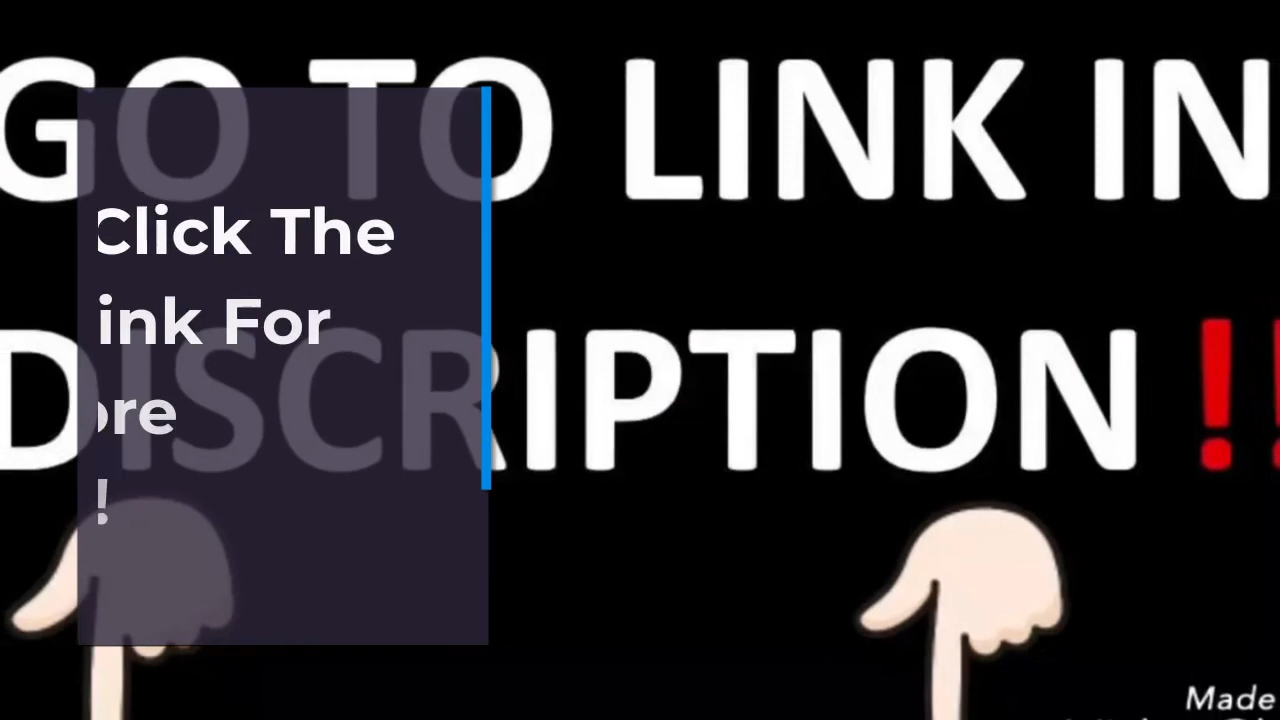 GO TO LINK IN
DISCRIPTION !!
Click The
ink For
ore
!
Made